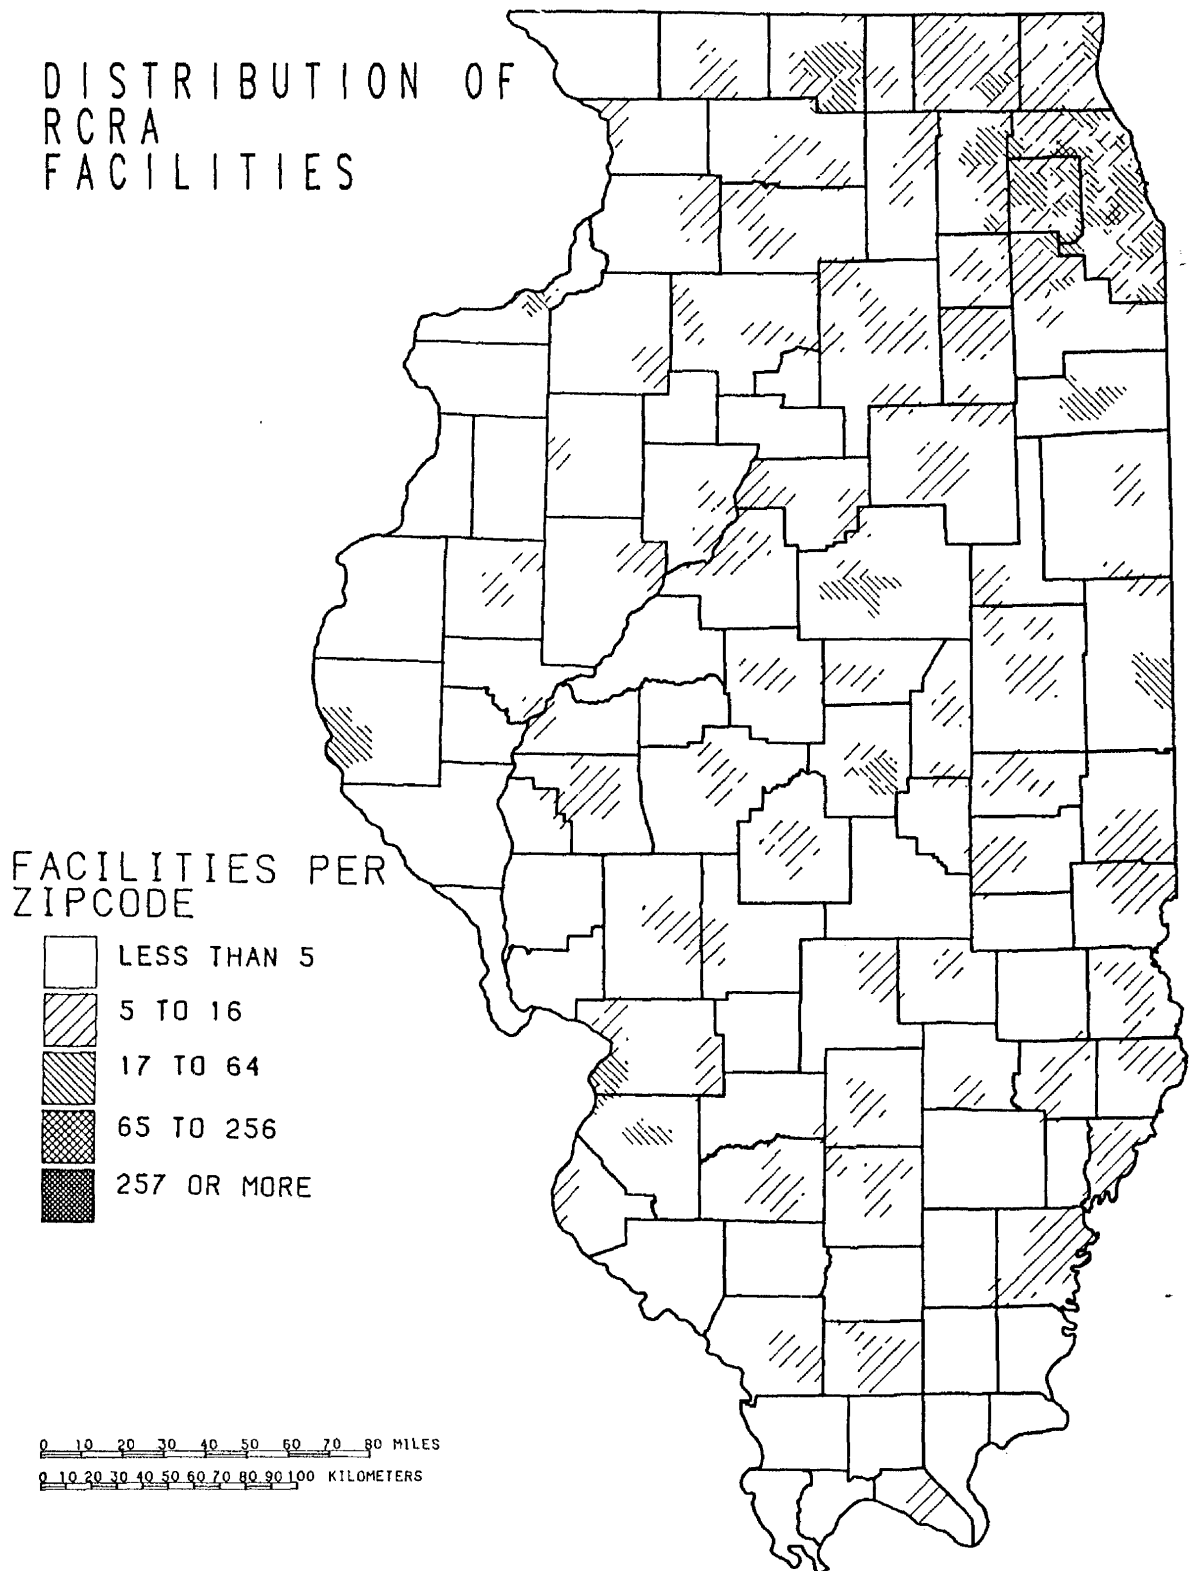 DISTRIBUTION OF
RCRA
FACILITIES
FACILITIES PER
ZIPCODE
LESS THAN 5
5 TO 16
17 TO 64
65 TO 256
257 OR MORE
0 10 20 30 40 50 60 70 80 MILES
0 10 20 30 40 50 60 70 80 90 100 KILOMETERS